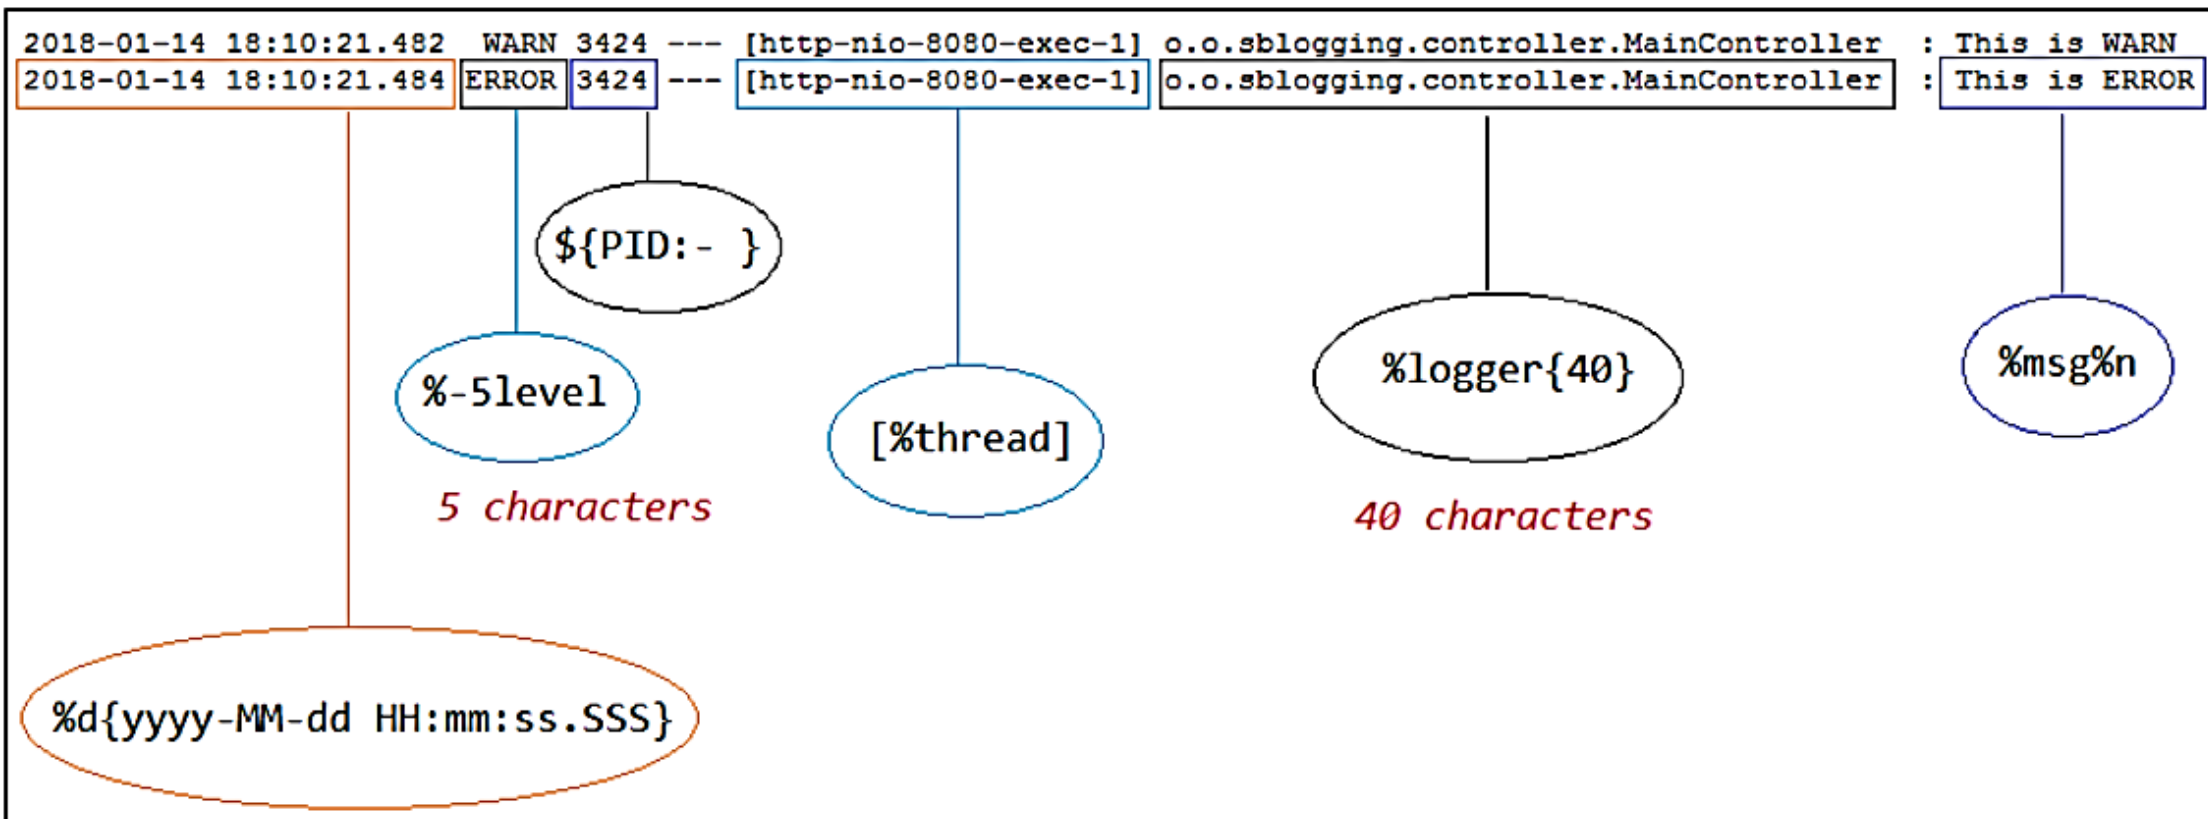 2018-01-14 18:10:21.482  WARN 3424 --- [http-nio-8080-exec-1] o.o.sblogging.controller.MainController  : This is WARN
2018-01-14 18:10:21.484 ERROR 3424 --- [http-nio-8080-exec-1] o.o.sblogging.controller.MainController  : This is ERROR
${PID:- }
%-5level
[%thread]
%logger{40}
%msg%n
5 characters
40 characters
%d{yyyy-MM-dd HH:mm:ss.SSS}